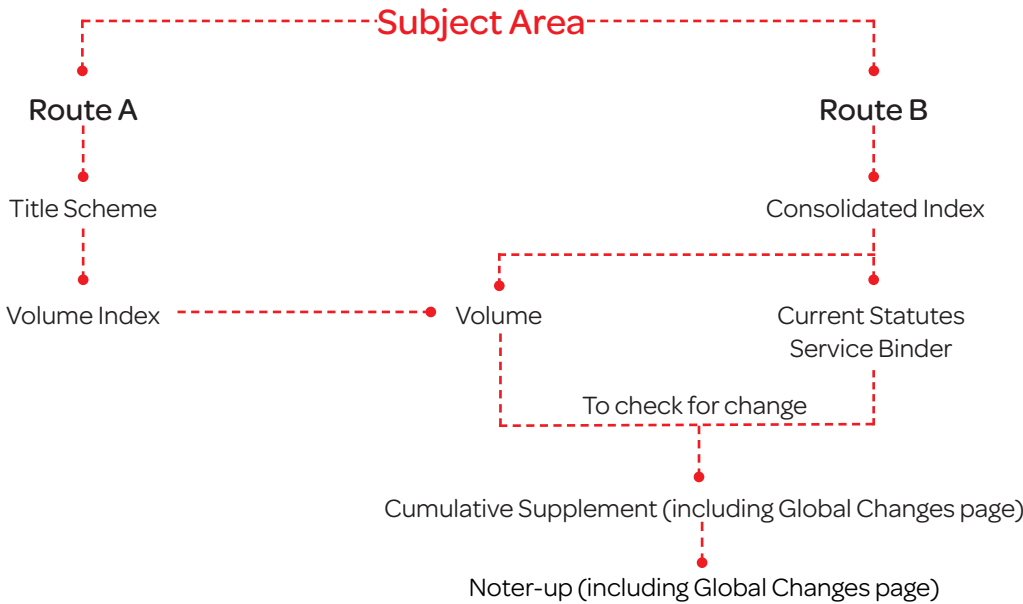 Subject Area
Route A
Route B
Title Scheme
Consolidated Index
Volume Index
Volume
Current Statutes
Service Binder
To check for change
Cumulative Supplement (including Global Changes page)
Noter-up (including Global Changes page)